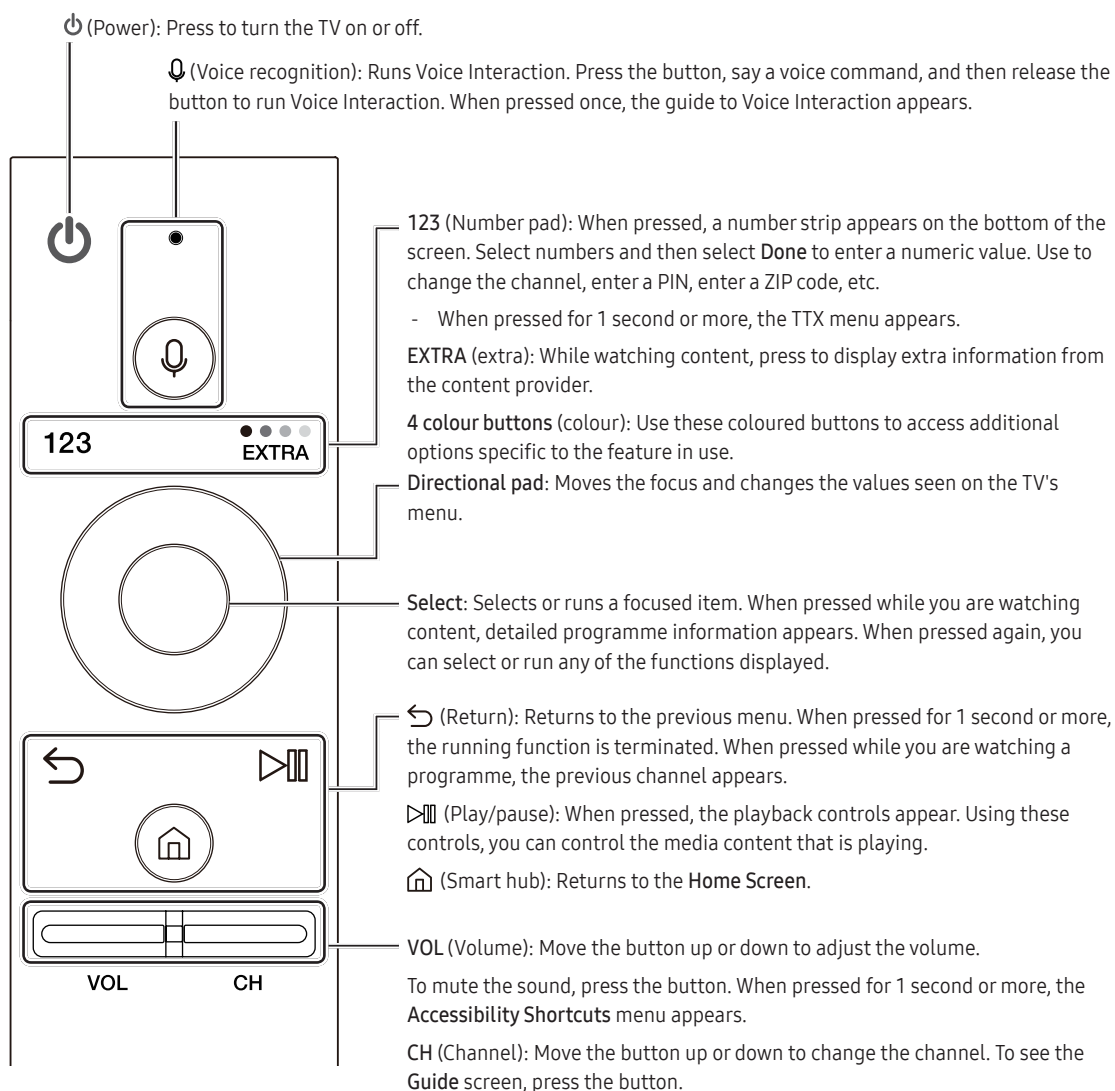 (Power): Press to turn the TV on or off.
(Voice recognition): Runs Voice Interaction. Press the button, say a voice command, and then release the
button to run Voice Interaction. When pressed once, the guide to Voice Interaction appears.
123 (Number pad): When pressed, a number strip appears on the bottom of the
screen. Select numbers and then select Done to enter a numeric value. Use to
change the channel, enter a PIN, enter a ZIP code, etc.
- When pressed for 1 second or more, the TTX menu appears.
EXTRA (extra): While watching content, press to display extra information from
the content provider.
4 colour buttons (colour): Use these coloured buttons to access additional
options specific to the feature in use.
123
EXTRA
Directional pad: Moves the focus and changes the values seen on the TV's
menu.
Select: Selects or runs a focused item. When pressed while you are watching
content, detailed programme information appears. When pressed again, you
can select or run any of the functions displayed.
(Return): Returns to the previous menu. When pressed for 1 second or more,
the running function is terminated. When pressed while you are watching a
programme, the previous channel appears.
(Play/pause): When pressed, the playback controls appear. Using these
controls, you can control the media content that is playing.
(Smart hub): Returns to the Home Screen.
VOL (Volume): Move the button up or down to adjust the volume.
To mute the sound, press the button. When pressed for 1 second or more, the
Accessibility Shortcuts menu appears.
CH (Channel): Move the button up or down to change the channel. To see the
Guide screen, press the button.
VOL CH